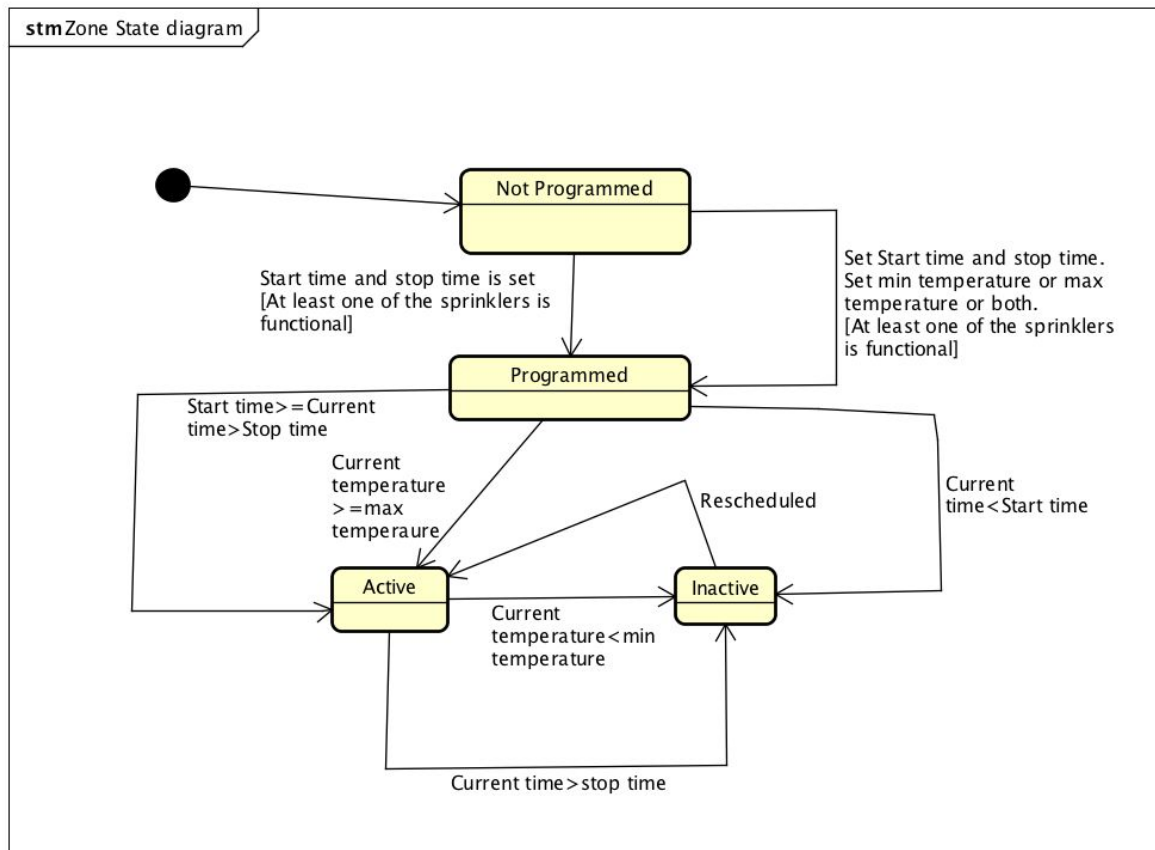 stm Zone State diagram
Not Programmed
Start time and stop time is set
[At least one of the sprinklers is
functional]
Set Start time and stop time.
Set min temperature or max
temperature or both.
[At least one of the sprinklers
is functional]
Programmed
Start time>=Current
time>Stop time
Current
temperature
>=max
temperaure
Rescheduled
Current
time<Start time
Active
Inactive
Current
temperature<min
temperature
Current time>stop time